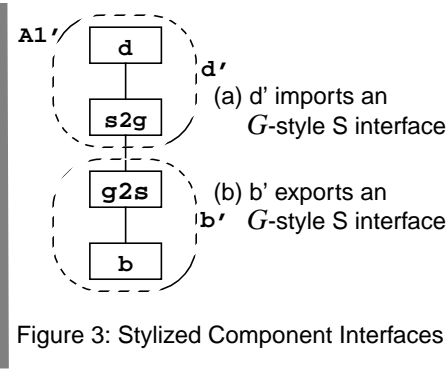 A1’
d
d’
(a) d’ imports an
s2g
G-style S interface
g2s
(b) b’ exports an
b’ G-style S interface
b
Figure 3: Stylized Component Interfaces